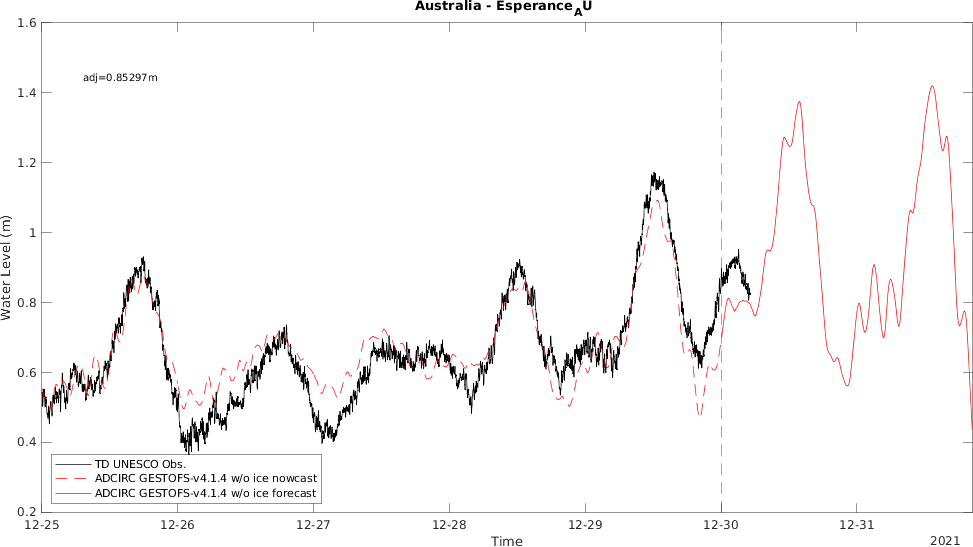 Australia - Esperance_AU
1.6
adj=0.85297m
1.4
1.2
1
0.8
0.6
0.4
0.2
Water Level (m)
TD UNESCO Obs.
ADCIRC GESTOFS-v4.1.4 w/o ice nowcast
ADCIRC GESTOFS-v4.1.4 w/o ice forecast
12-25 12-26 12-27 12-28 12-29 12-30 12-31
Time
2021